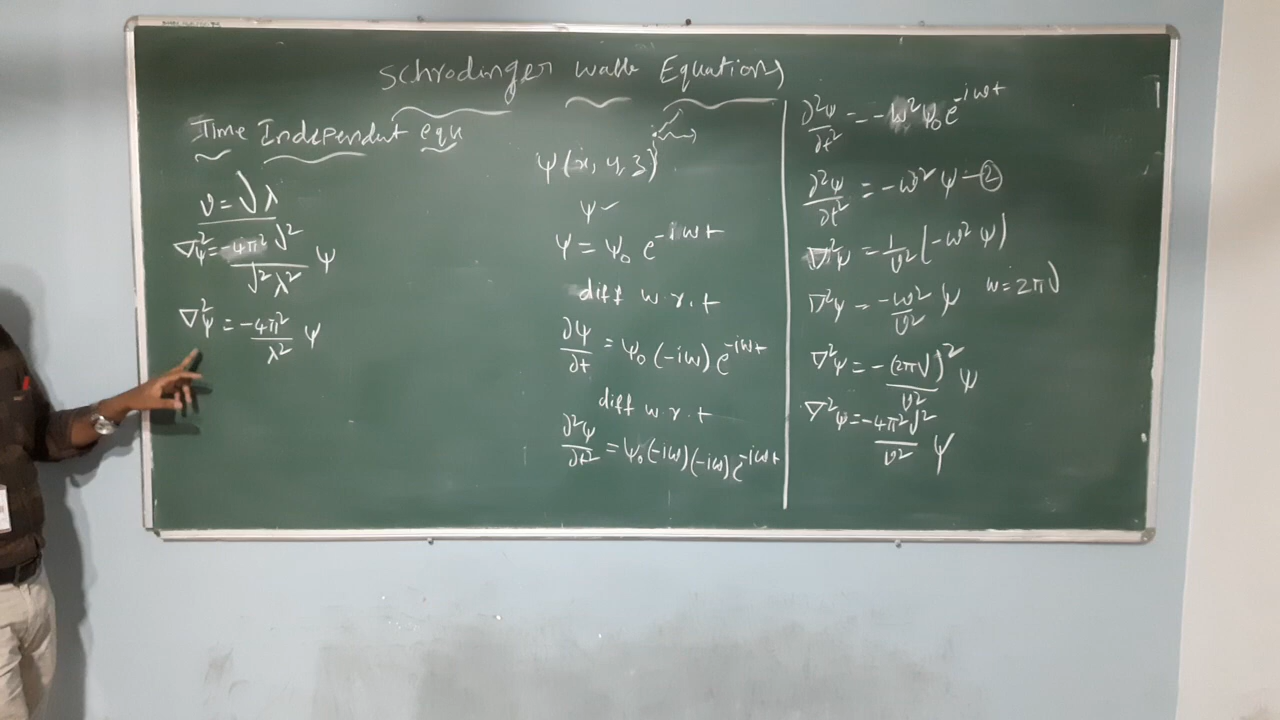 Schrodinger wave Equations
Time Independent equ
υ = νλ
∇²ψ = -4π²ν² / ν²λ² ψ
∇²ψ = -4π² / λ² ψ
ψ(x, y, z)
ψ ✓
ψ = ψ₀ e^-iωt
diff w.r.t
∂ψ/∂t = ψ₀ (-iω) e^-iωt
diff w.r.t
∂²ψ/∂t² = ψ₀ (-iω) (-iω) e^-iωt
∂²ψ/∂t² = -ω² ψ₀ e^-iωt
∂²ψ/∂t² = -ω² ψ -②
∇²ψ = 1/υ² (-ω² ψ)
∇²ψ = -ω²/υ² ψ ω = 2πν
∇²ψ = -(2πν)²/υ² ψ
∇²ψ = -4π²ν²/υ² ψ